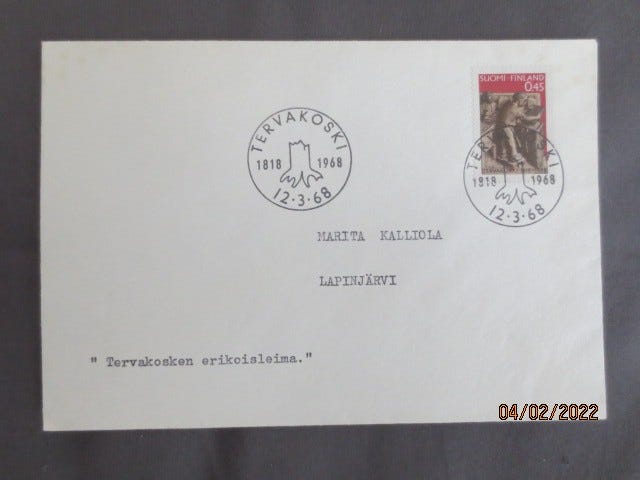 SUOMI-FINLAND
0,45
TERVAKOSKI
1818 1968
12·3·68
TERVAKOSKI
1818 1968
12·3·68
MARITA KALLIOLA
LAPINJÄRVI
" Tervakosken erikoisleima."
04/02/2022